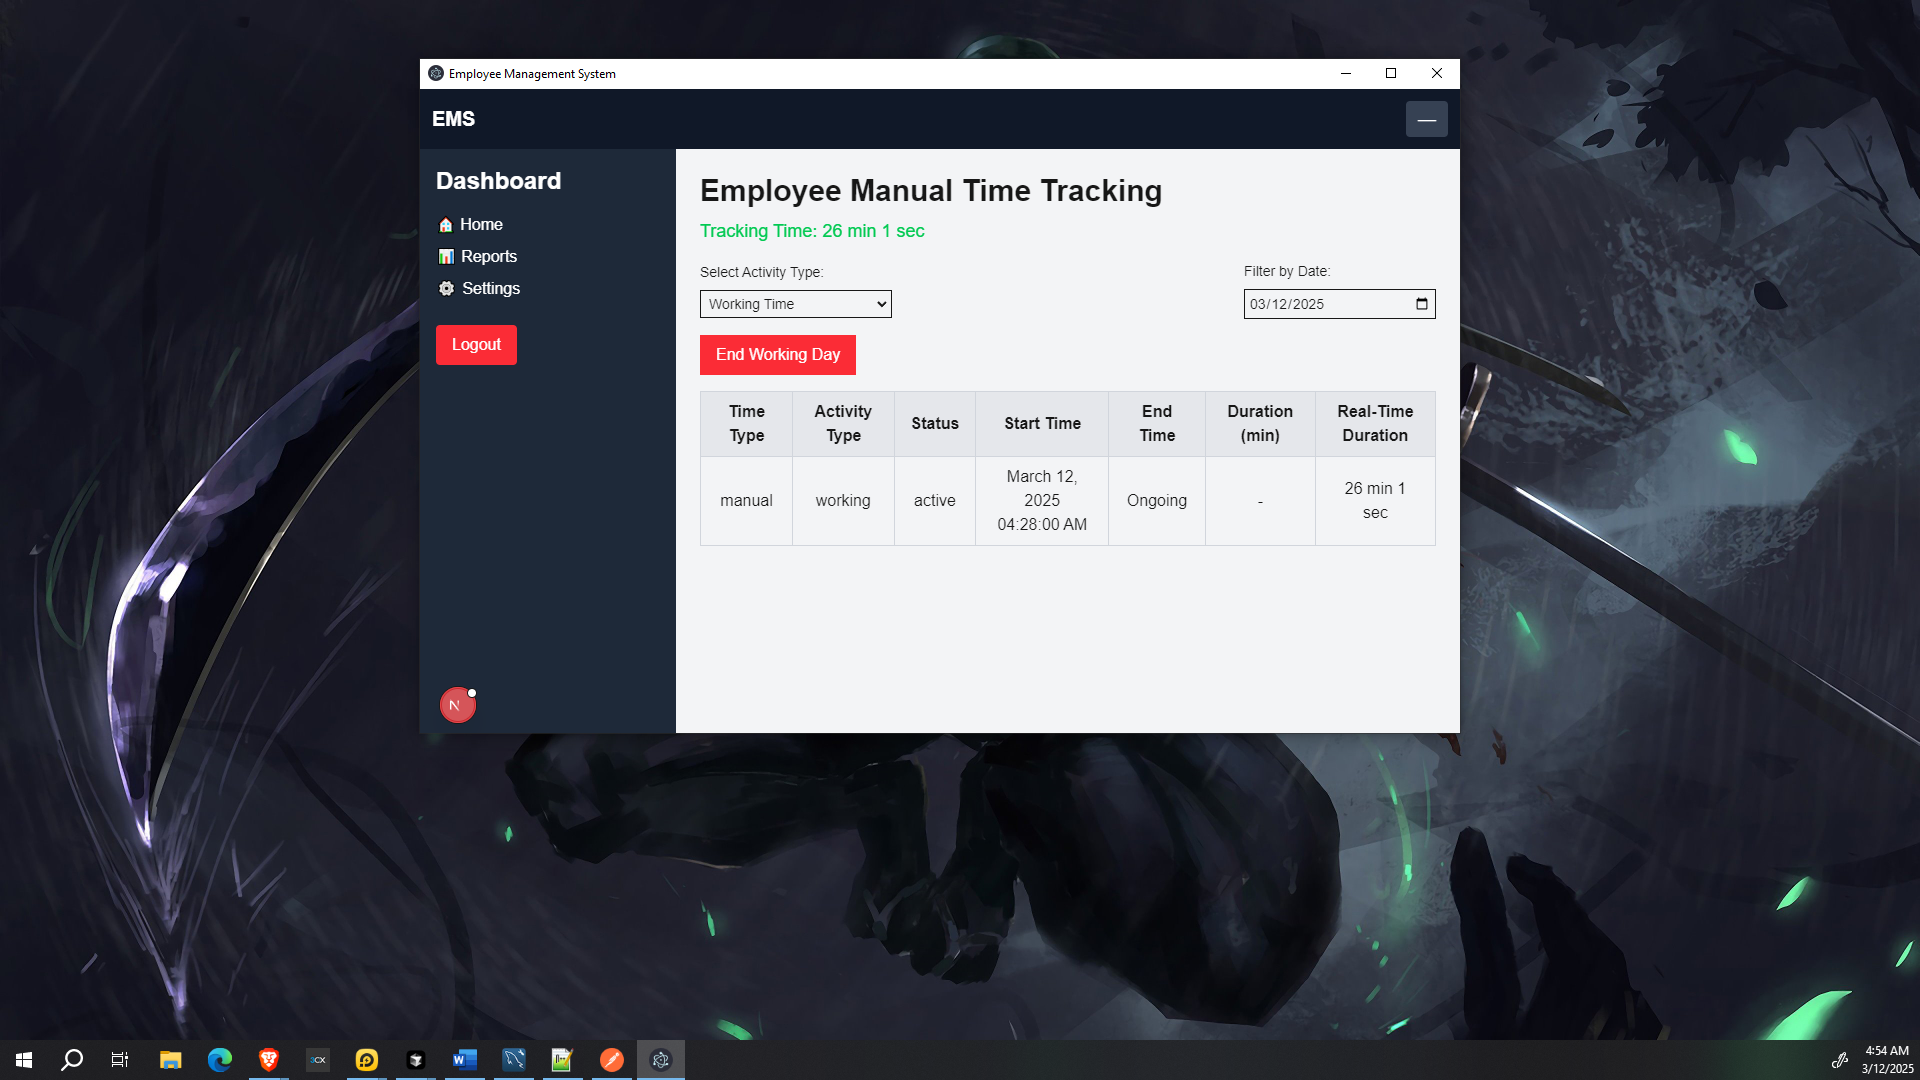 Employee Management System
EMS
Dashboard
Home
Reports
Settings
Logout
N
Employee Manual Time Tracking
Tracking Time: 26 min 1 sec
Select Activity Type:
Working Time
Filter by Date:
03/12/2025
End Working Day
Time Type
Activity Type
Status
Start Time
End Time
Duration (min)
Real-Time Duration
manual
working
active
March 12, 2025 04:28:00 AM
Ongoing
-
26 min 1 sec
3CX
W
4:54 AM
3/12/2025